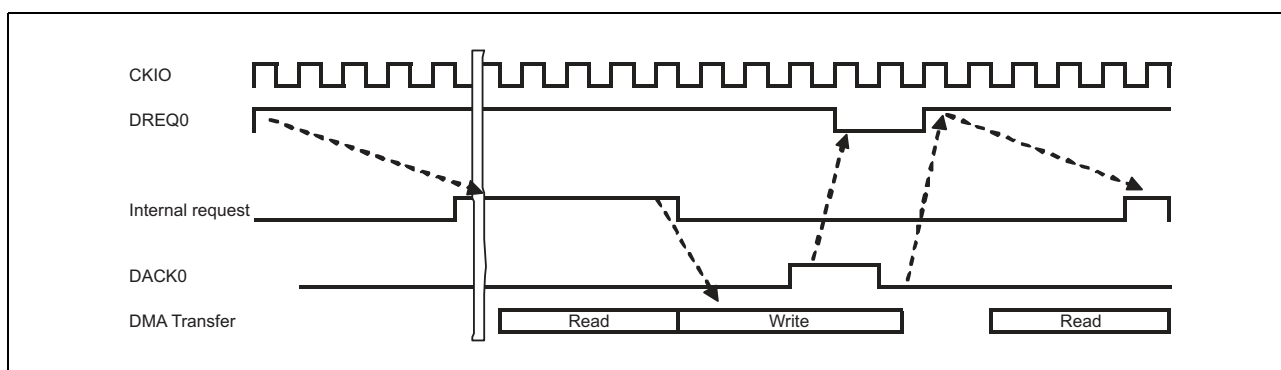 CKIO
DREQ0
Internal request
DACK0
DMA Transfer Read Write Read